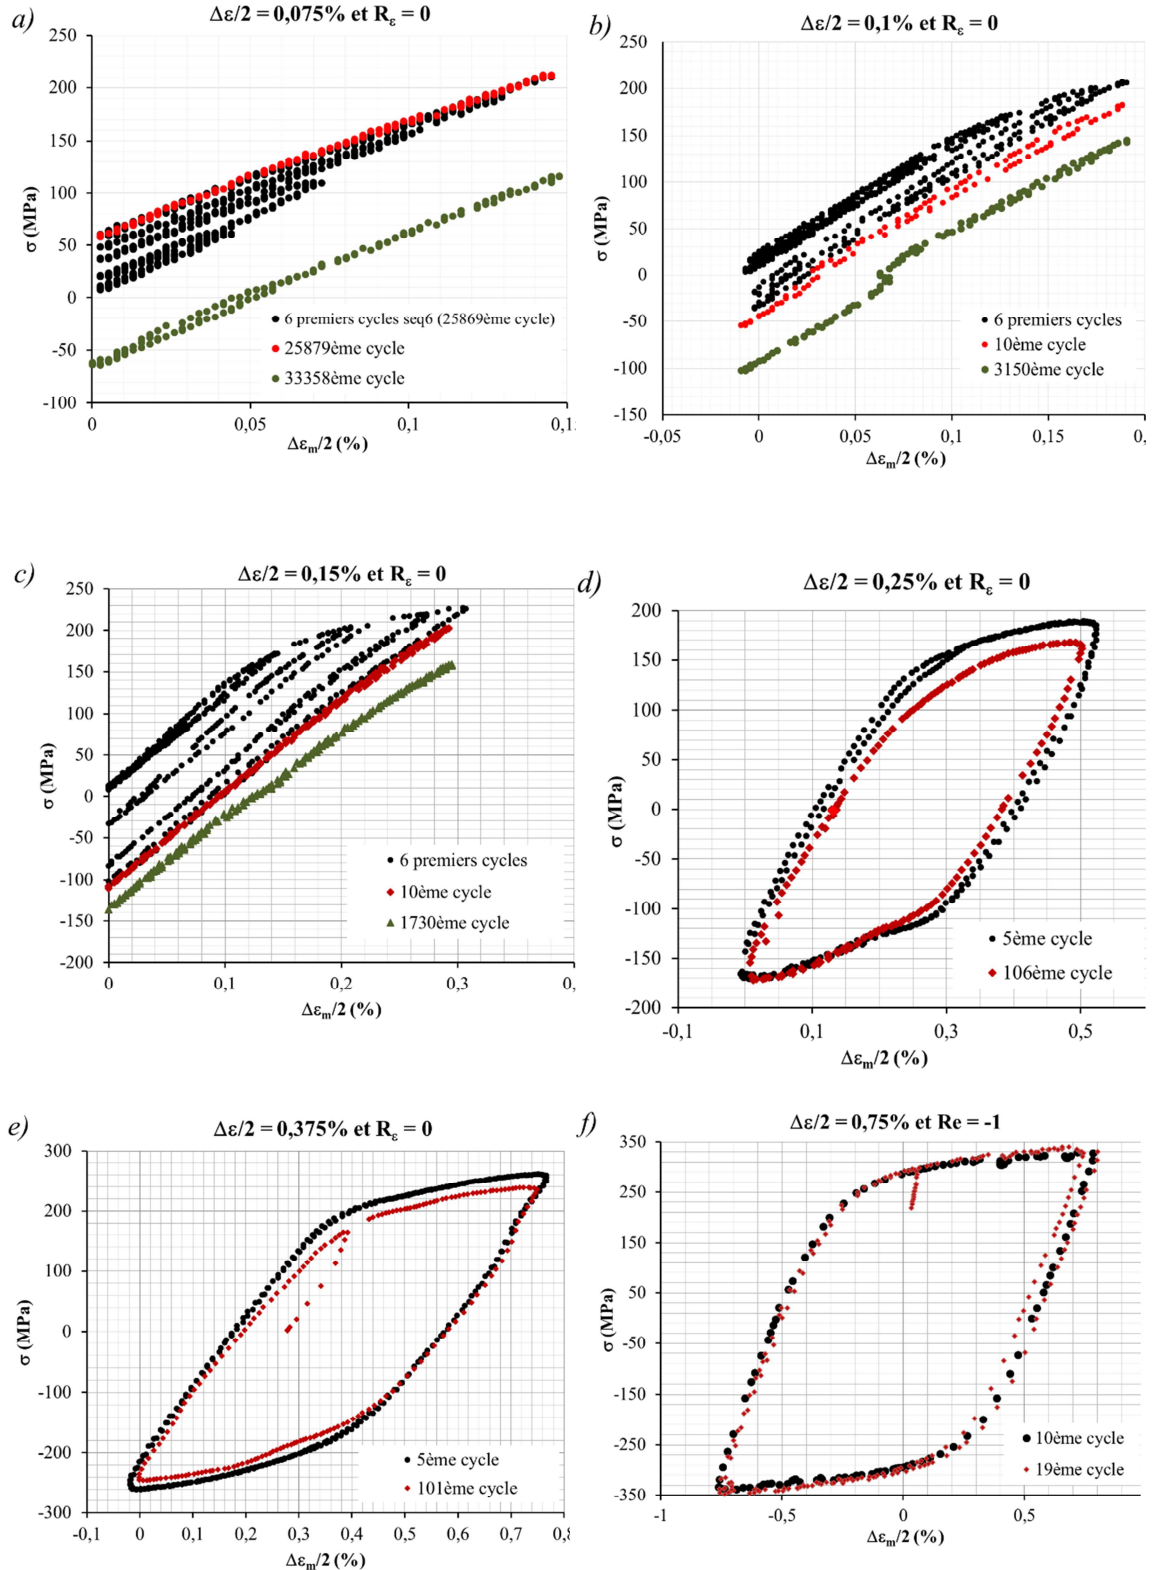 a)
Δε/2 = 0,075% et Rε = 0
250
200
150
100
50
0
-50
-100
σ (MPa)
6 premiers cycles seq6 (25869ème cycle)
25879ème cycle
33358ème cycle
0
0,05
0,1
0,1
Δεm/2 (%)
b)
Δε/2 = 0,1% et Rε = 0
250
200
150
100
50
0
-50
-100
-150
σ (MPa)
6 premiers cycles
10ème cycle
3150ème cycle
-0,05
0
0,05
0,1
0,15
0,
Δεm/2 (%)
c)
Δε/2 = 0,15% et Rε = 0
250
200
150
100
50
0
-50
-100
-150
-200
σ (MPa)
6 premiers cycles
10ème cycle
1730ème cycle
0
0,1
0,2
0,3
0,
Δεm/2 (%)
d)
Δε/2 = 0,25% et Rε = 0
200
150
100
50
0
-50
-100
-150
-200
σ (MPa)
5ème cycle
106ème cycle
-0,1
0,1
0,3
0,5
Δεm/2 (%)
e)
Δε/2 = 0,375% et Rε = 0
300
200
100
0
-100
-200
-300
σ (MPa)
5ème cycle
101ème cycle
-0,1
0
0,1
0,2
0,3
0,4
0,5
0,6
0,7
0,8
Δεm/2 (%)
f)
Δε/2 = 0,75% et Re = -1
350
250
150
50
-50
-150
-250
-350
σ (MPa)
10ème cycle
19ème cycle
-1
-0,5
0
0,5
Δεm/2 (%)